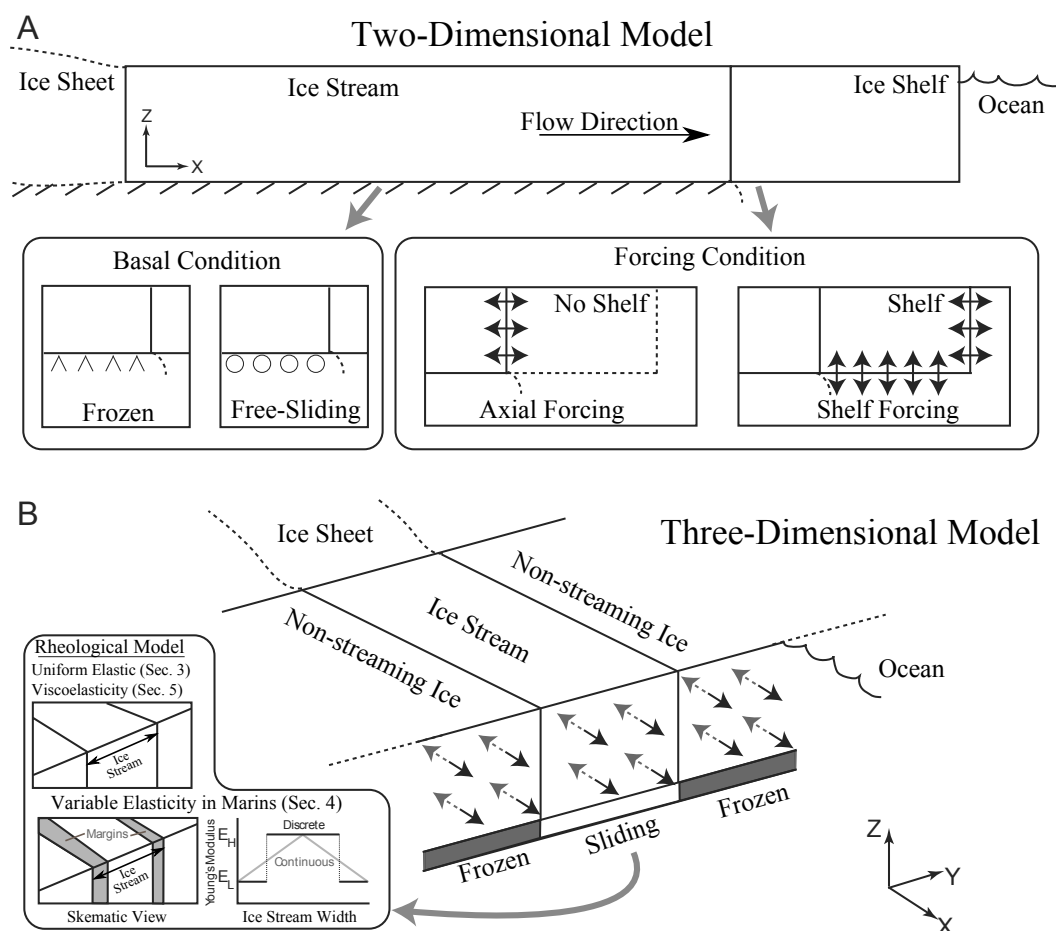 A
Two-Dimensional Model
Ice Sheet
Ice Stream
Ice Shelf
Ocean
Flow Direction
Z
X
Basal Condition
Frozen
Free-Sliding
Forcing Condition
No Shelf
Axial Forcing
Shelf
Shelf Forcing
B
Three-Dimensional Model
Ice Sheet
Non-streaming Ice
Ice Stream
Non-streaming Ice
Ocean
Frozen
Sliding
Frozen
Z
Y
X
Rheological Model
Uniform Elastic (Sec. 3)
Viscoelasticity (Sec. 5)
Ice
Stream
Variable Elasticity in Marins (Sec. 4)
Margins
Ice
Stream
Skematic View
Young's Modulus
EH
EL
Discrete
Continuous
Ice Stream Width